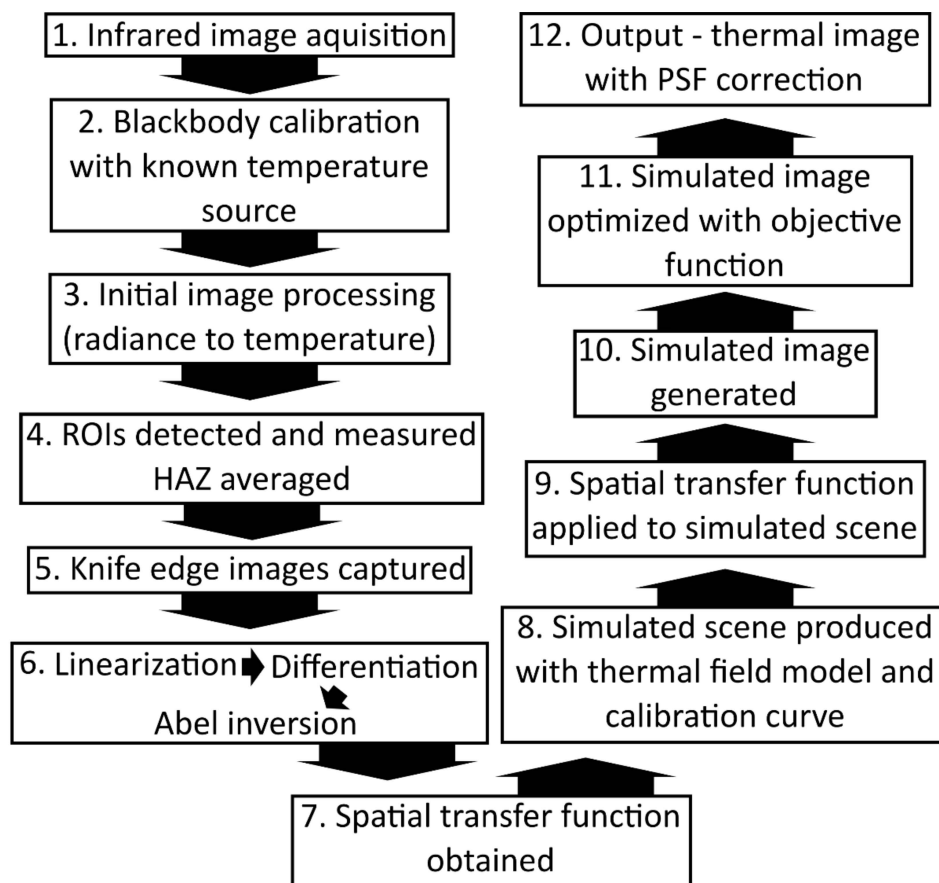 1. Infrared image aquisition
2. Blackbody calibration
with known temperature
source
3. Initial image processing
(radiance to temperature)
4. ROIs detected and measured
HAZ averaged
5. Knife edge images captured
6. Linearization Differentiation
Abel inversion
7. Spatial transfer function
obtained
8. Simulated scene produced
with thermal field model and
calibration curve
9. Spatial transfer function
applied to simulated scene
10. Simulated image
generated
11. Simulated image
optimized with objective
function
12. Output - thermal image
with PSF correction